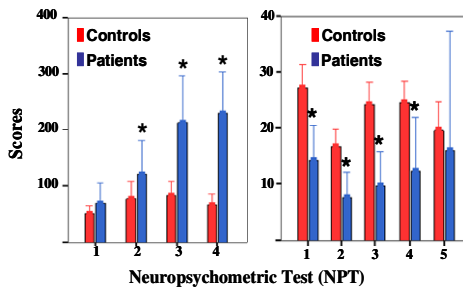 400
300
200
100
Scores
Controls
Patients
* * *
1 2 3 4
40
30
20
10
Controls
Patients
* * * *
1 2 3 4 5
Neuropsychometric Test (NPT)